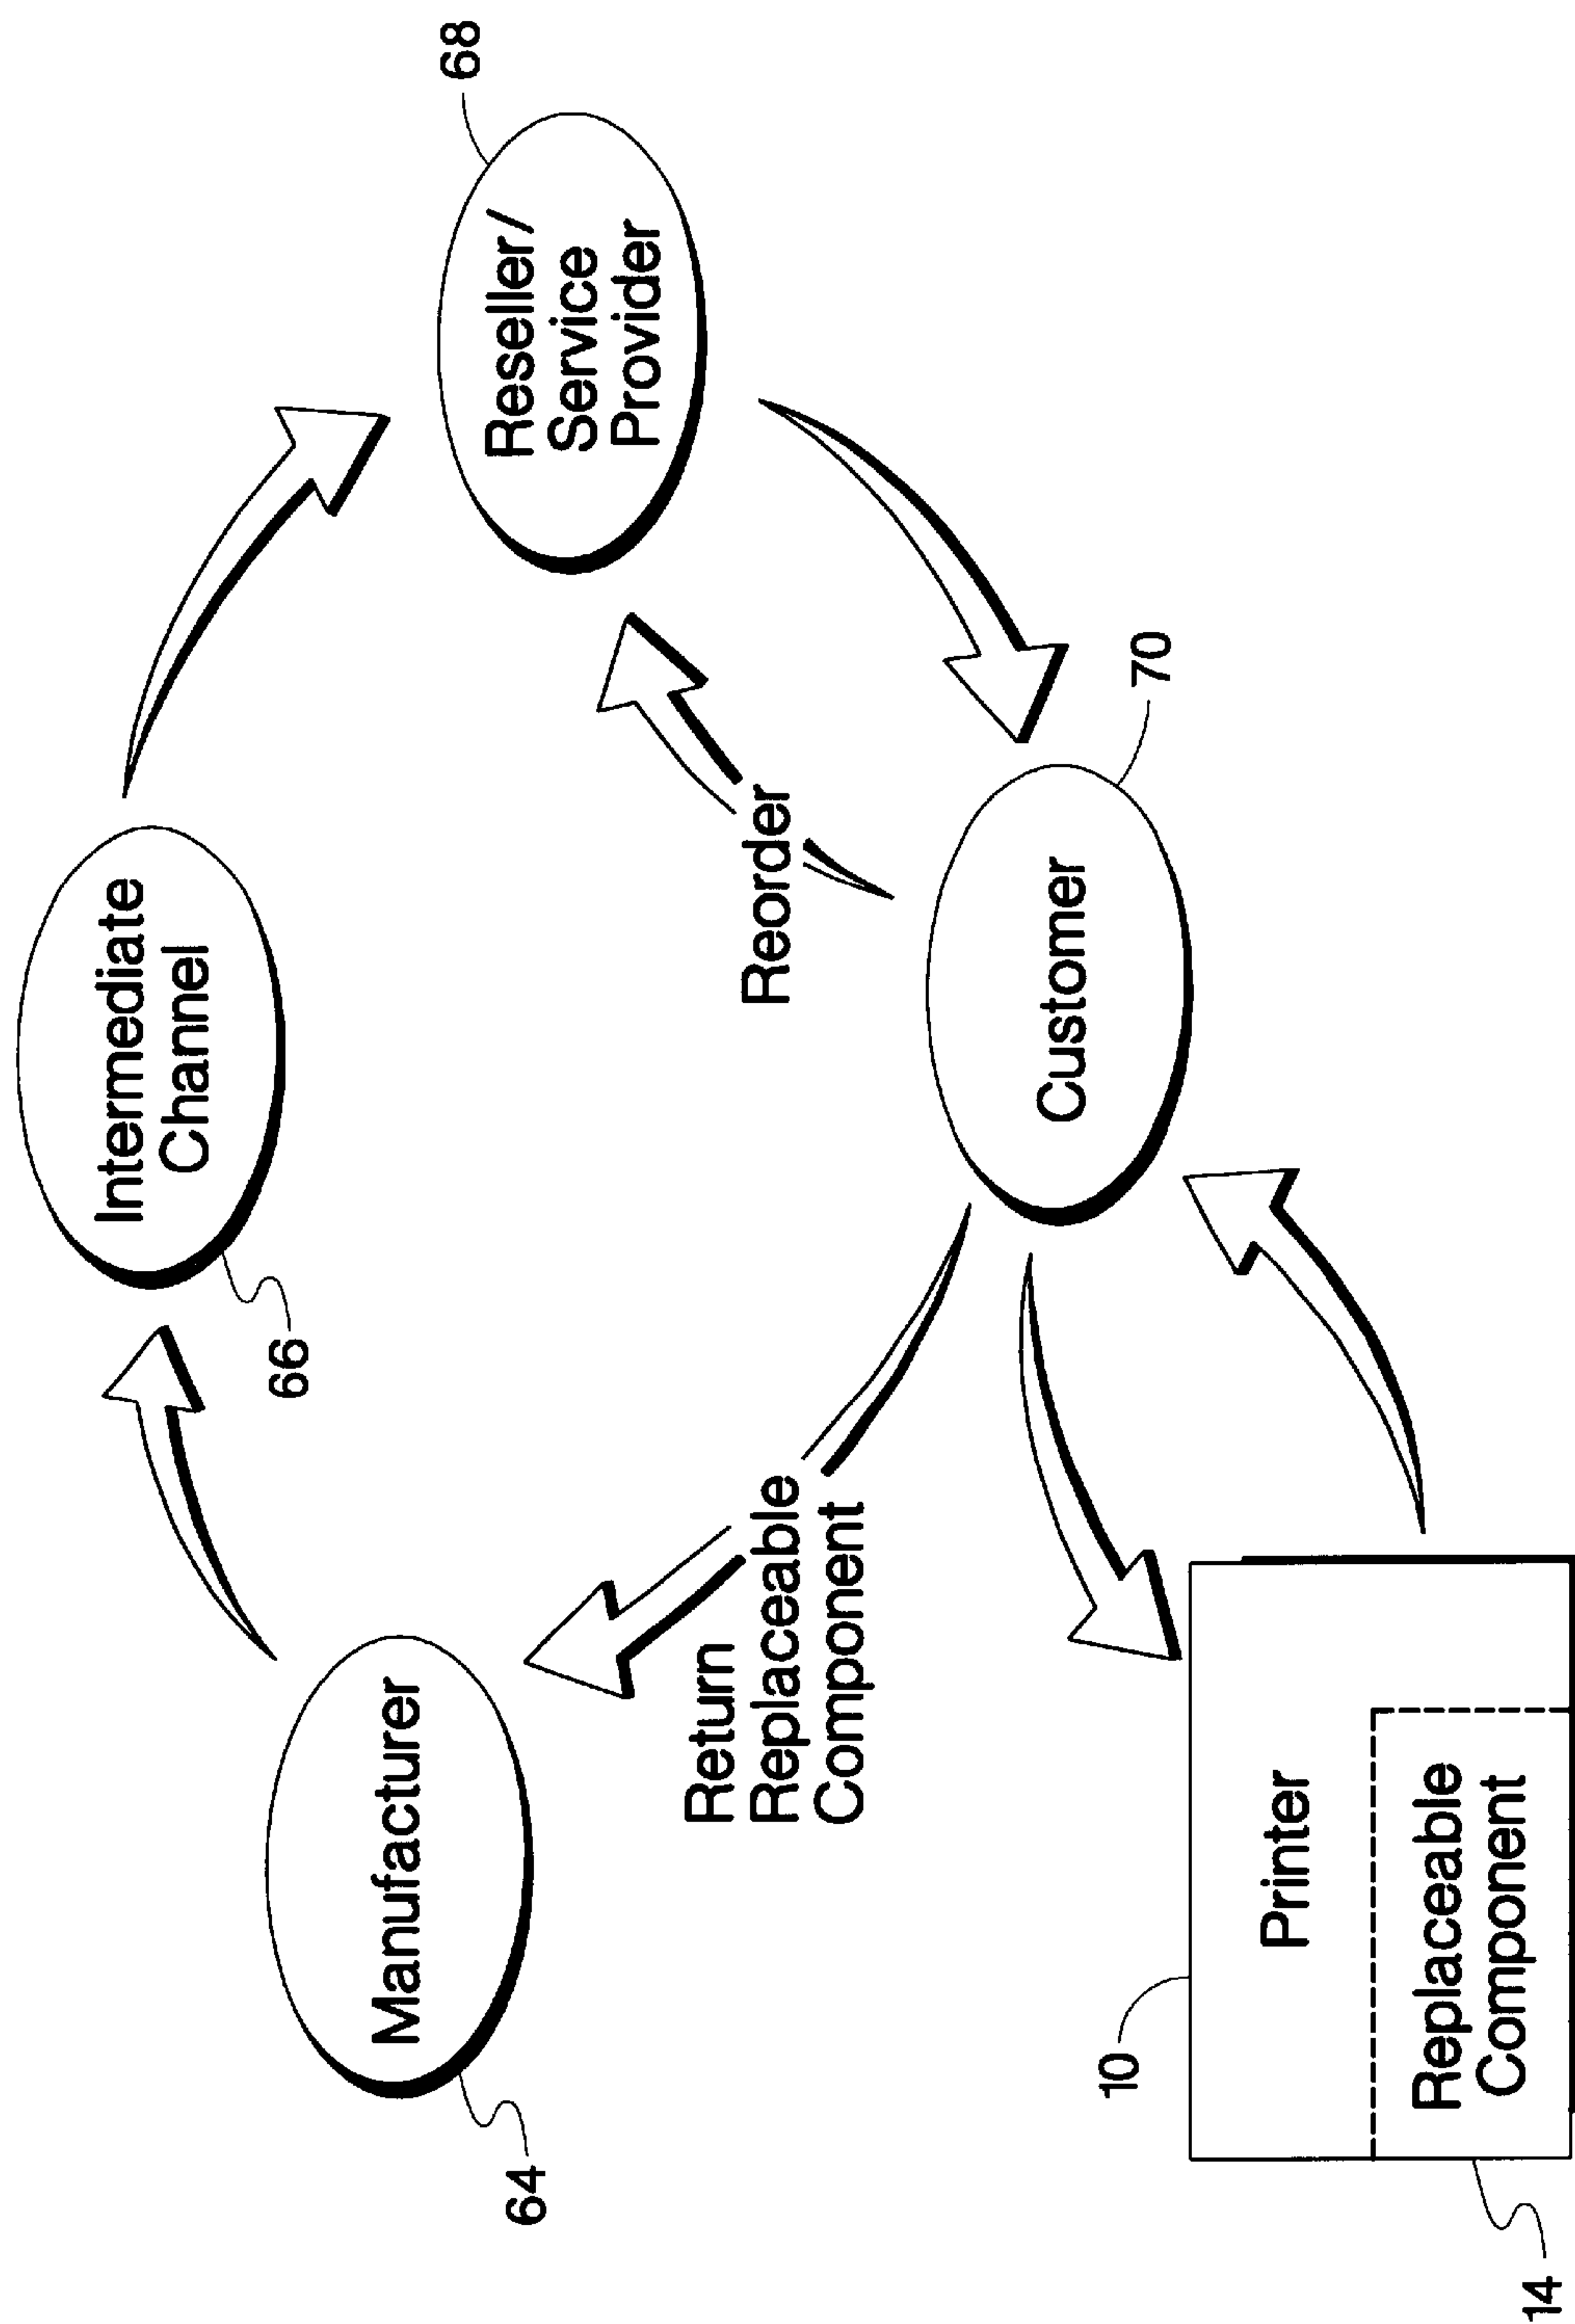 Intermediate
Channel
66
Manufacturer
64
Reseller/
Service
Provider
68
Reorder
Return
Replaceable
Component
Customer
70
Printer
10
Replaceable
Component
14